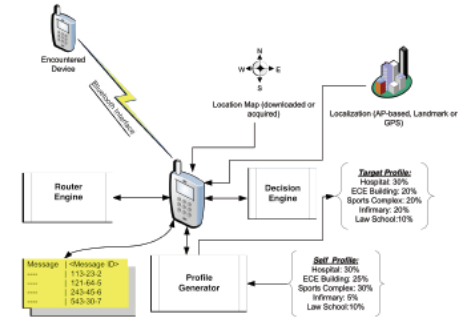 Encountered
Device
Bluetooth Interface
N
W
E
S
Location Map (downloaded or
acquired)
Localization (AP-based, Landmark or
GPS)
Router
Engine
Decision
Engine
Target Profile:
Hospital: 30%
ECE Building: 20%
Sports Complex: 20%
Infirmary: 20%
Law School:10%
Message | <Message ID>
---- | 113-23-2
---- | 121-64-5
---- | 243-45-6
---- | 543-30-7
Profile
Generator
Self Profile:
Hospital: 30%
ECE Building: 25%
Sports Complex: 30%
Infirmary: 5%
Law School:10%